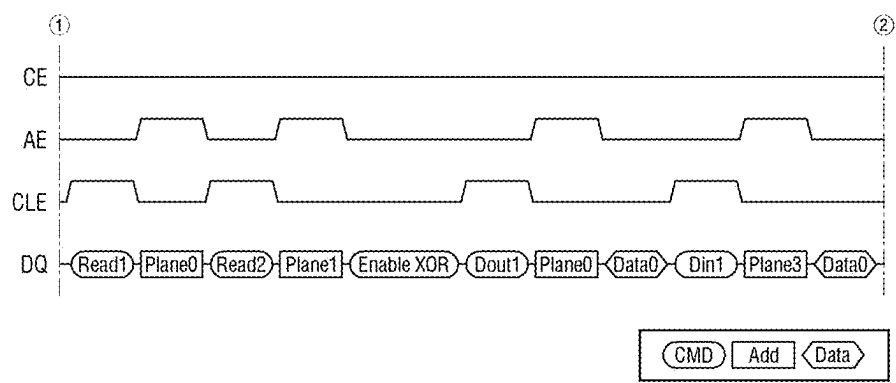 ① ②
CE
AE
CLE
DQ Read1 Plane0 Read2 Plane1 Enable XOR Dout1 Plane0 Data0 Din1 Plane3 Data0
CMD Add Data